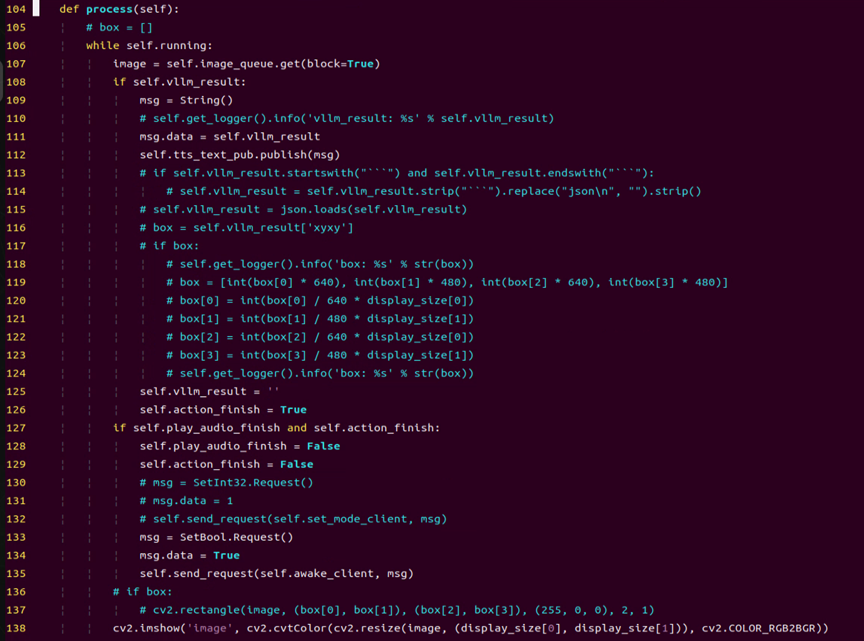 104 def process(self):
105 # box = []
106 while self.running:
107 image = self.image_queue.get(block=True)
108 if self.vllm_result:
109 msg = String()
110 # self.get_logger().info('vllm_result: %s' % self.vllm_result)
111 msg.data = self.vllm_result
112 self.tts_text_pub.publish(msg)
113 # if self.vllm_result.startswith("```") and self.vllm_result.endswith("```"):
114 # self.vllm_result = self.vllm_result.strip("```").replace("json\n", "").strip()
115 # self.vllm_result = json.loads(self.vllm_result)
116 # box = self.vllm_result['xyxy']
117 # if box:
118 # self.get_logger().info('box: %s' % str(box))
119 # box = [int(box[0] * 640), int(box[1] * 480), int(box[2] * 640), int(box[3] * 480)]
120 # box[0] = int(box[0] / 640 * display_size[0])
121 # box[1] = int(box[1] / 480 * display_size[1])
122 # box[2] = int(box[2] / 640 * display_size[0])
123 # box[3] = int(box[3] / 480 * display_size[1])
124 # self.get_logger().info('box: %s' % str(box))
125 self.vllm_result = ''
126 self.action_finish = True
127 if self.play_audio_finish and self.action_finish:
128 self.play_audio_finish = False
129 self.action_finish = False
130 # msg = SetInt32.Request()
131 # msg.data = 1
132 # self.send_request(self.set_mode_client, msg)
133 msg = SetBool.Request()
134 msg.data = True
135 self.send_request(self.awake_client, msg)
136 # if box:
137 # cv2.rectangle(image, (box[0], box[1]), (box[2], box[3]), (255, 0, 0), 2, 1)
138 cv2.imshow('image', cv2.cvtColor(cv2.resize(image, (display_size[0], display_size[1])), cv2.COLOR_RGB2BGR))